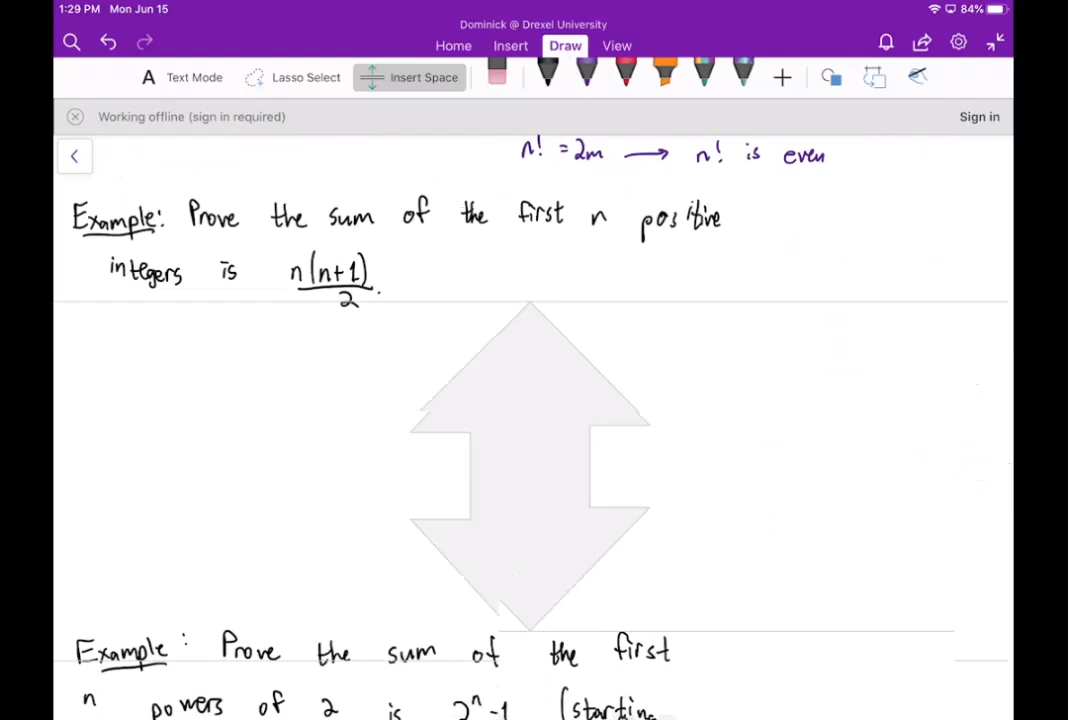 1:29 PM Mon Jun 15
84%
Dominick @ Drexel University
Home Insert Draw View
Text Mode Lasso Select Insert Space
Working offline (sign in required) Sign in
n! = 2m → n! is even
Example: Prove the sum of the first n positive
integers is n(n+1)/2.
Example: Prove the sum of the first
n powers of 2 is 2^n -1 (starting